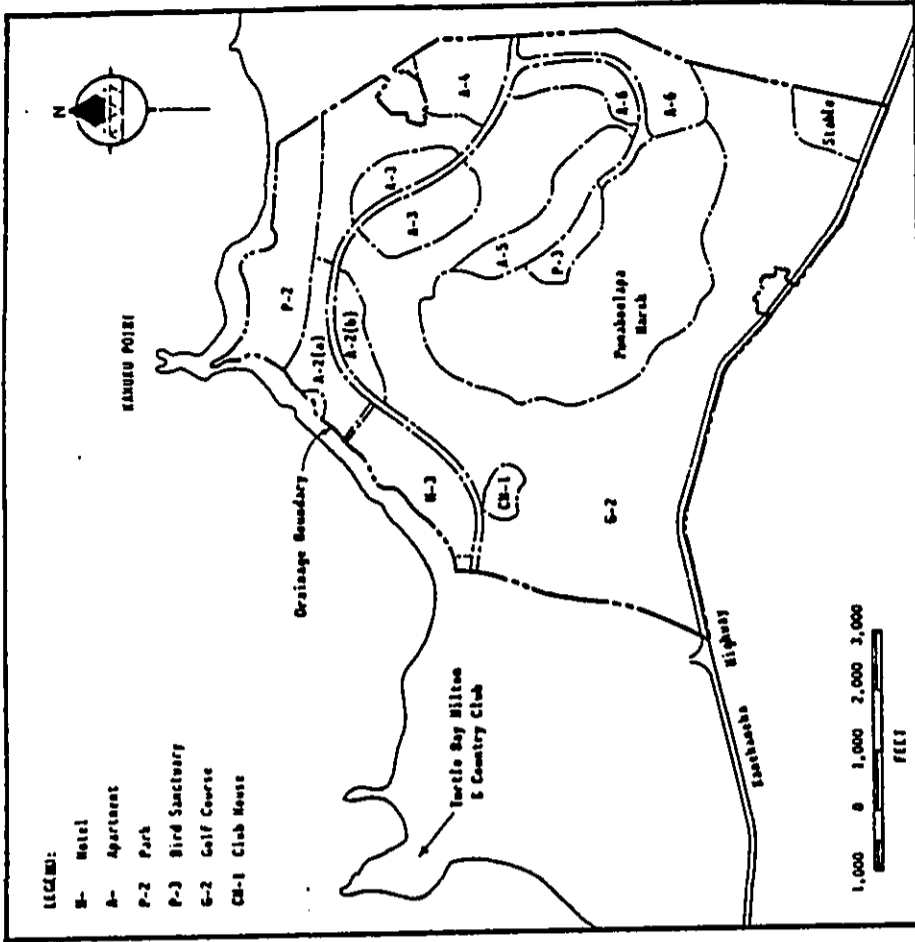 LEGEND:
H- Hotel
A- Apartment
P-2 Park
P-3 Bird Sanctuary
G-2 Golf Course
CH-1 Club House
N
KAHUKU POINT
Drainage Boundary
Turtle Bay Hilton
& Country Club
P-2
A-2(a)
A-2(b)
A-3
A-3
A-4
A-6
A-6
A-5
P-3
Punahoolapa
Marsh
H-3
CH-1
G-2
Stable
Kamehameha
Highway
1,000 0 1,000 2,000 3,000
FEET